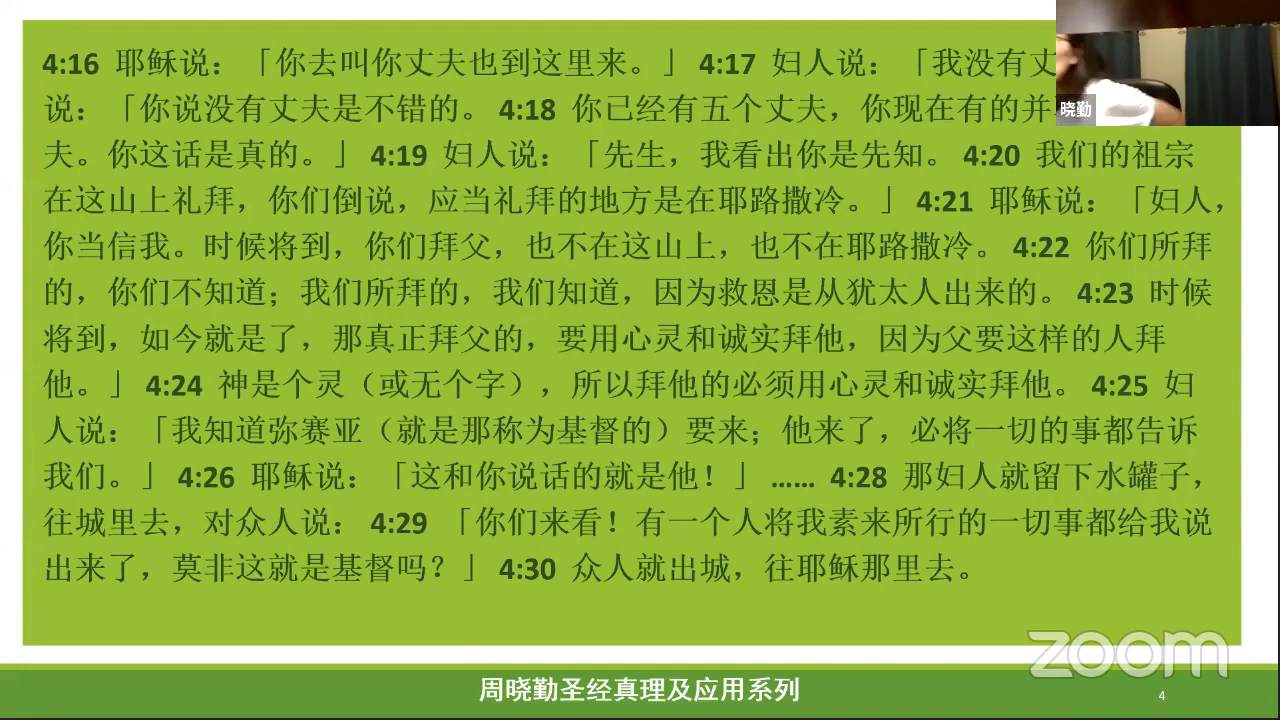 4:16 耶稣说：「你去叫你丈夫也到这里来。」 4:17 妇人说：「我没有丈
说：「你说没有丈夫是不错的。 4:18 你已经有五个丈夫，你现在有的并
夫。你这话是真的。」 4:19 妇人说：「先生，我看出你是先知。 4:20 我们的祖宗
在这山上礼拜，你们倒说，应当礼拜的地方是在耶路撒冷。」 4:21 耶稣说：「妇人，
你当信我。时候将到，你们拜父，也不在这山上，也不在耶路撒冷。 4:22 你们所拜
的，你们不知道；我们所拜的，我们知道，因为救恩是从犹太人出来的。 4:23 时候
将到，如今就是了，那真正拜父的，要用心灵和诚实拜他，因为父要这样的人拜
他。」 4:24 神是个灵（或无个字），所以拜他的必须用心灵和诚实拜他。 4:25 妇
人说：「我知道弥赛亚（就是那称为基督的）要来；他来了，必将一切的事都告诉
我们。」 4:26 耶稣说：「这和你说话的就是他！」 …… 4:28 那妇人就留下水罐子，
往城里去，对众人说： 4:29 「你们来看！有一个人将我素来所行的一切事都给我说
出来了，莫非这就是基督吗？」 4:30 众人就出城，往耶稣那里去。
晓勤
zoom
周晓勤圣经真理及应用系列
4